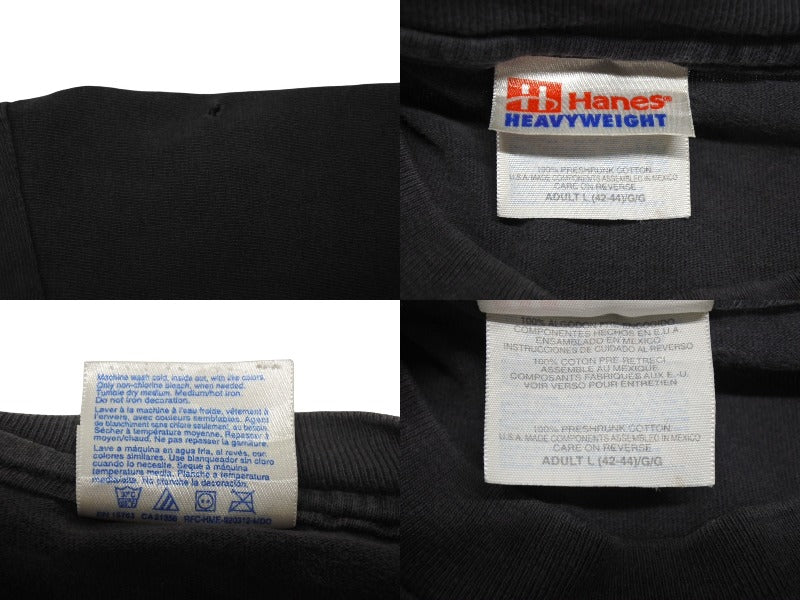 Hanes®
HEAVYWEIGHT
100% PRESHRUNK COTTON
U.S.A. MADE COMPONENTS ASSEMBLED IN MEXICO
CARE ON REVERSE
ADULT L (42-44)/G/G
Machine wash cold, inside out, with like colors.
Only non-chlorine bleach, when needed.
Tumble dry medium. Medium/hot iron.
Do not iron decoration.
Laver à la machine à l'eau froide, vêtement à
l'envers, avec couleurs semblables. Agent
de blanchiment sans chlore seulement, au besoin.
Sécher à température moyenne. Repasser à
moyen/chaud. Ne pas repasser la garniture.
Lave a máquina en agua fria, al revés, con
colores similares. Use blanqueador sin cloro
cuando lo necesite. Seque a máquina
temperatura media. Planche a temperatura
media/alta. No planche la decoración.
RN 15763 CA 21356
100% ALGODON
COMPONENTES HECHOS EN E.U.A
ENSAMBLADO EN MEXICO
INSTRUCCIONES DE CUIDADO AL REVERSO
100% COTON PRE RETRECI
ASSEMBLE AU MEXIQUE
COMPOSANTS FABRIQUES AUX E.-U.
VOIR VERSO POUR ENTRETIEN
100% PRESHRUNK COTTON
U.S.A. MADE COMPONENTS ASSEMBLED IN MEXICO
CARE ON REVERSE
ADULT L (42-44)/G/G